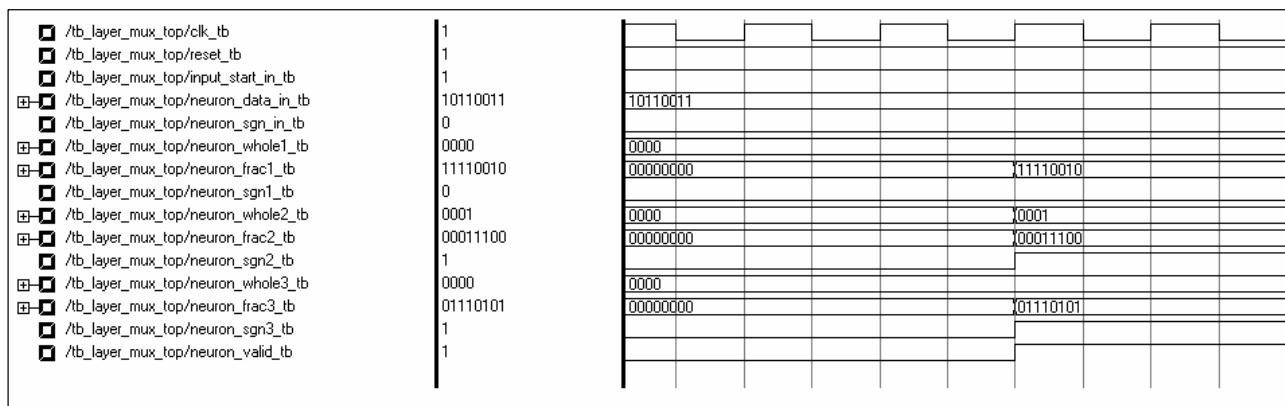 /tb_layer_mux_top/clk_tb 1
/tb_layer_mux_top/reset_tb 1
/tb_layer_mux_top/input_start_in_tb 1
/tb_layer_mux_top/neuron_data_in_tb 10110011 10110011
/tb_layer_mux_top/neuron_sgn_in_tb 0
/tb_layer_mux_top/neuron_whole1_tb 0000 0000
/tb_layer_mux_top/neuron_frac1_tb 11110010 00000000 11110010
/tb_layer_mux_top/neuron_sgn1_tb 0
/tb_layer_mux_top/neuron_whole2_tb 0001 0000 0001
/tb_layer_mux_top/neuron_frac2_tb 00011100 00000000 00011100
/tb_layer_mux_top/neuron_sgn2_tb 1
/tb_layer_mux_top/neuron_whole3_tb 0000 0000
/tb_layer_mux_top/neuron_frac3_tb 01110101 00000000 01110101
/tb_layer_mux_top/neuron_sgn3_tb 1
/tb_layer_mux_top/neuron_valid_tb 1